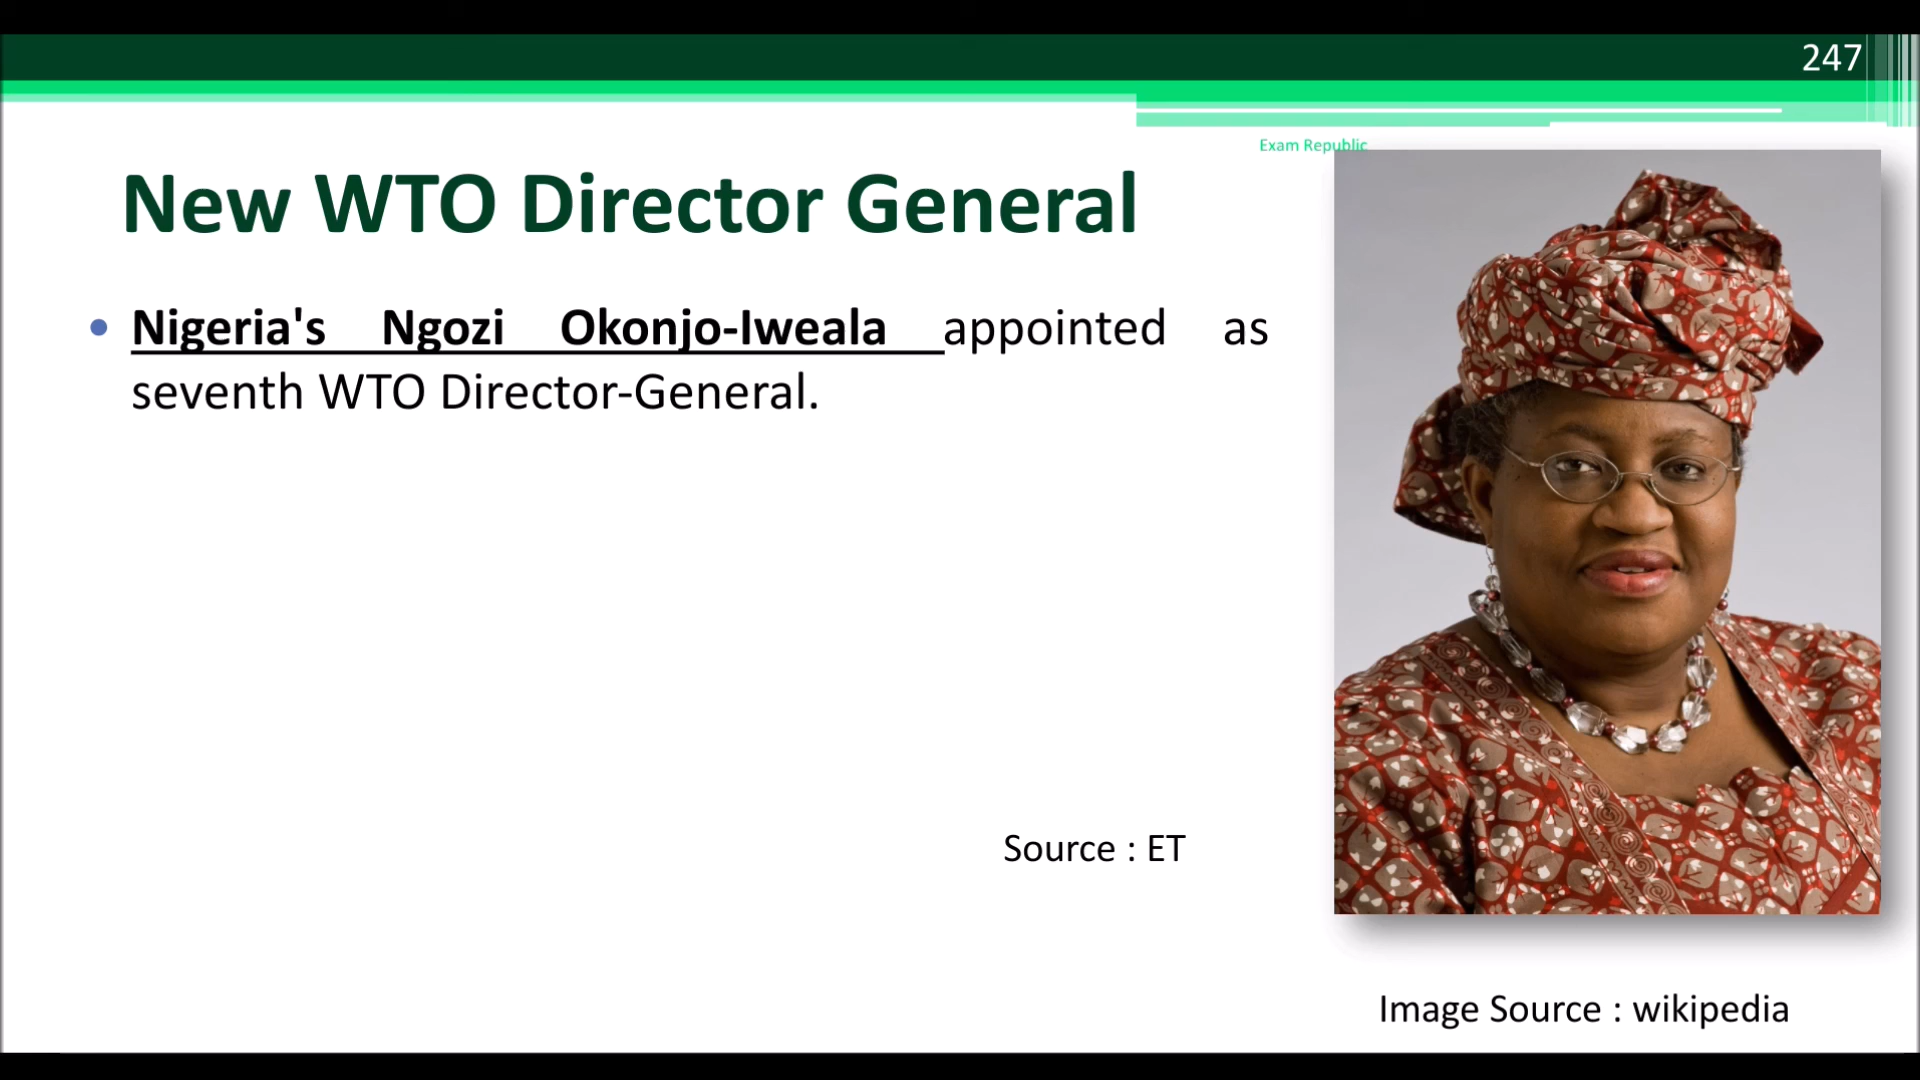 247
Exam Republic
New WTO Director General
• Nigeria's Ngozi Okonjo-Iweala appointed as
seventh WTO Director-General.
Source : ET
Image Source : wikipedia